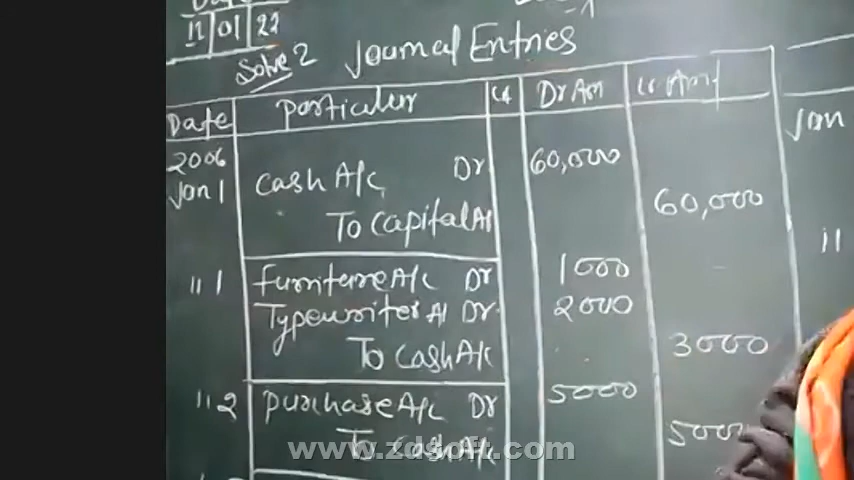 11 01 22
Solve 2 Journal Entries
Date Particular Dr Am Cr Amt
2006
Jan 1 Cash A/c Dr 60,000
To Capital A/ 60,000
Jan
" 1 furniture A/c Dr 1000
"
Typewriter A/ Dr 2000
To Cash A/c 3000
" 2 purchase A/c Dr 5000
To Cash A/c 5000
www.zdsoft.com